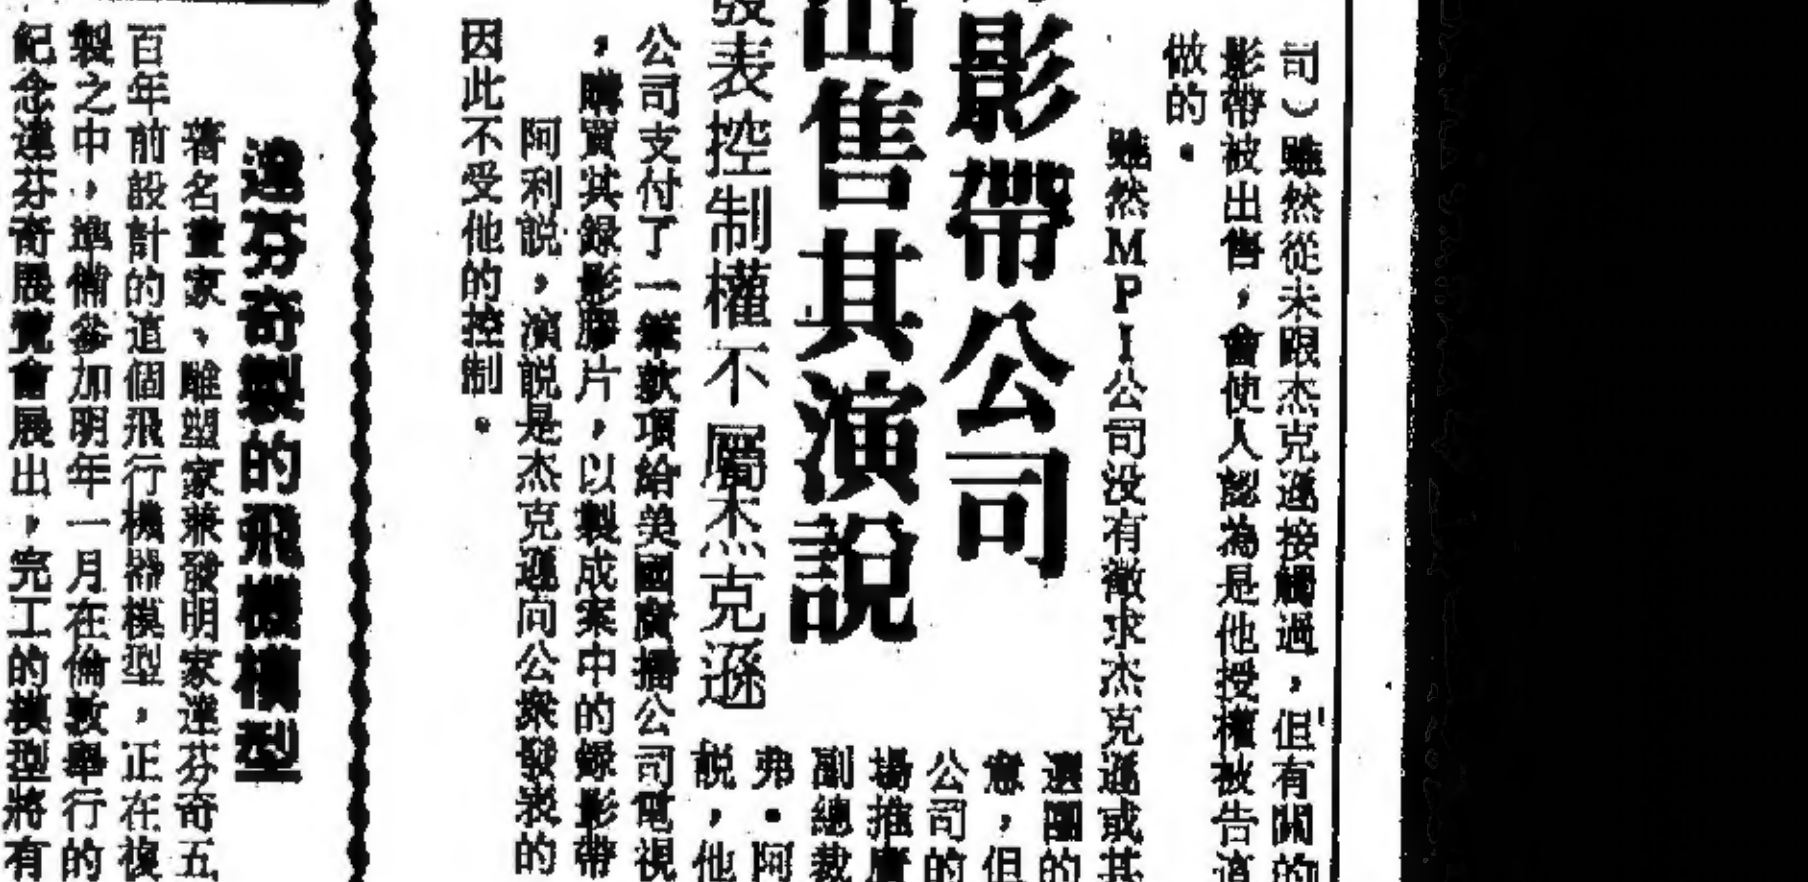 司)雖然從未跟杰克遜接觸過,但有關的
影帶被出售,會使人認為是他授權被告這
做的。
雖然MPI公司没有徵求杰克遜或其
選團的
意,但
公司的
場推廣
副總裁
弗·阿
説,他
影帶公司
出售其演說
發表控制權不屬杰克遜
公司支付了一筆款項給美國廣播公司電視
,購買其錄影膠片,以製成案中的錄影帶
阿利説,演説是杰克遜向公衆發表的
因此不受他的控制。
達芬奇製的飛機模型
著名畫家、雕塑家兼發明家達芬奇五
百年前設計的這個飛行機器模型,正在複
製之中,準備參加明年一月在倫敦舉行的
紀念達芬奇展覽會展出,完工的模型將有